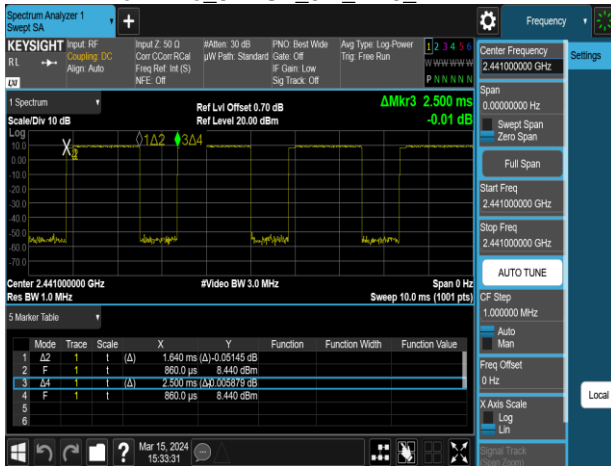 Spectrum Analyzer 1
Swept SA
Frequency
KEYSIGHT
RL
LXI
Input: RF
Coupling: DC
Align: Auto
Input Z: 50 Ω
Corr CCorr RCal
Freq Ref: Int (S)
NFE: Off
#Atten: 30 dB
µW Path: Standard
PNO: Best Wide
Gate: Off
IF Gain: Low
Sig Track: Off
Avg Type: Log-Power
Trig: Free Run
1 2 3 4 5 6
W W W W W W
P N N N N N
1 Spectrum
Scale/Div 10 dB
Ref Lvl Offset 0.70 dB
Ref Level 20.00 dBm
ΔMkr3 2.500 ms
-0.01 dB
Log
10.0
0.00
-10.0
-20.0
-30.0
-40.0
-50.0
-60.0
-70.0
1Δ2
3Δ4
Center 2.441000000 GHz
Res BW 1.0 MHz
#Video BW 3.0 MHz
Span 0 Hz
Sweep 10.0 ms (1001 pts)
5 Marker Table
Mode Trace Scale X Y Function Function Width Function Value
1 Δ2 1 t (Δ) 1.640 ms (Δ) -0.05145 dB
2 F 1 t 860.0 µs 8.440 dBm
3 Δ4 1 t (Δ) 2.500 ms (Δ) -0.005879 dB
4 F 1 t 860.0 µs 8.440 dBm
5
6
?
Mar 15, 2024
15:33:31
Center Frequency
2.441000000 GHz
Span
0.00000000 Hz
Swept Span
Zero Span
Full Span
Start Freq
2.441000000 GHz
Stop Freq
2.441000000 GHz
AUTO TUNE
CF Step
1.000000 MHz
Auto
Man
Freq Offset
0 Hz
X Axis Scale
Log
Lin
Signal Track
(Span Zoom)
Settings
Local